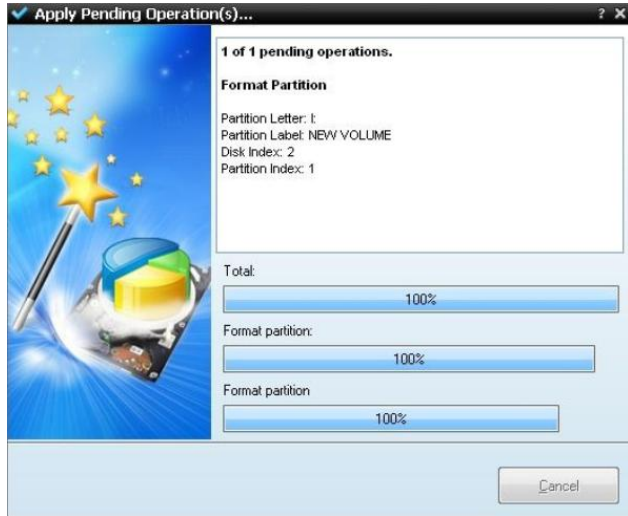 Apply Pending Operation(s)...
1 of 1 pending operations.
Format Partition
Partition Letter: I:
Partition Label: NEW VOLUME
Disk Index: 2
Partition Index: 1
Total:
100%
Format partition:
100%
Format partition
100%
Cancel